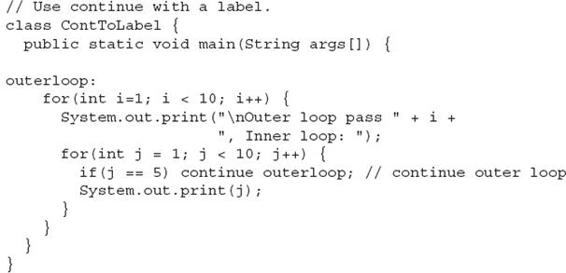 // Use continue with a label.
class ContToLabel {
  public static void main(String args[]) {

outerloop:
    for(int i=1; i < 10; i++) {
      System.out.print("\nOuter loop pass " + i +
                       ", Inner loop: ");
      for(int j = 1; j < 10; j++) {
        if(j == 5) continue outerloop; // continue outer loop
        System.out.print(j);
      }
    }
  }
}